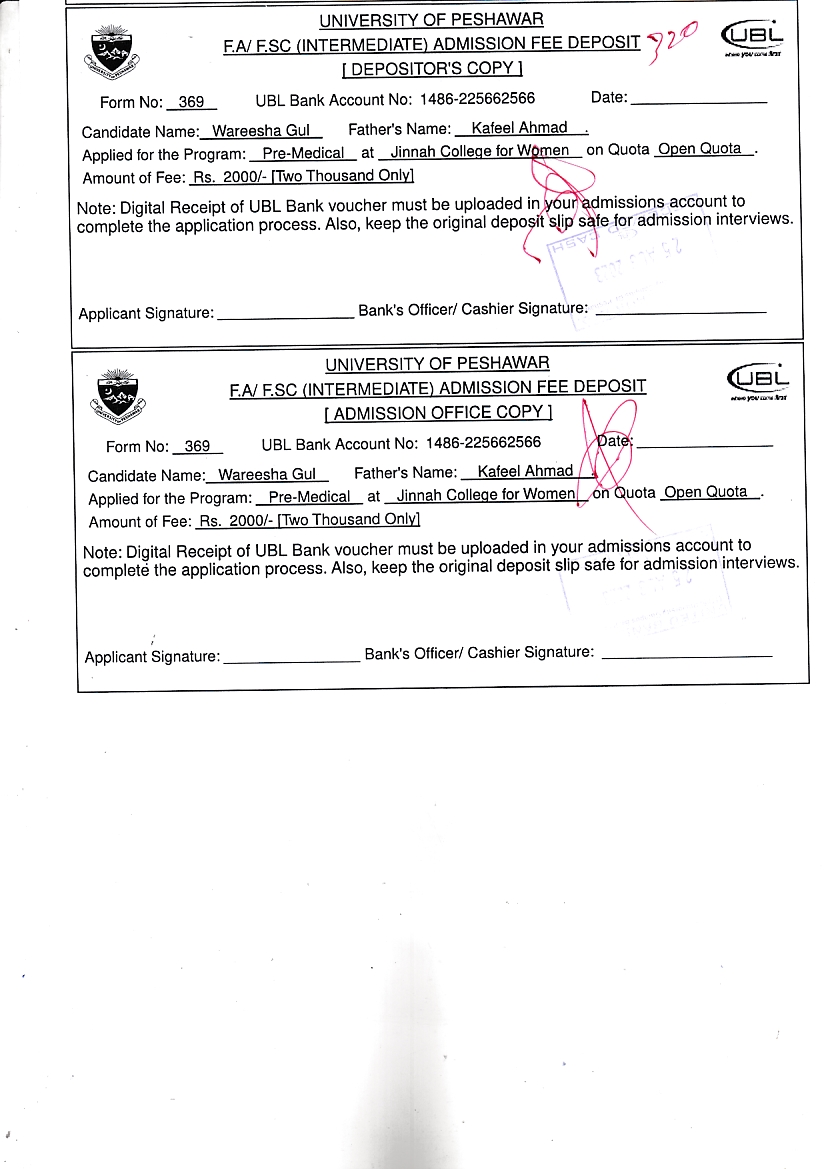 UNIVERSITY OF PESHAWAR
F.A/ F.SC (INTERMEDIATE) ADMISSION FEE DEPOSIT 320
[ DEPOSITOR'S COPY ]
UBL
where you come first
Form No: 369 UBL Bank Account No: 1486-225662566 Date:
Candidate Name: Wareesha Gul Father's Name: Kafeel Ahmad .
Applied for the Program: Pre-Medical at Jinnah College for Women on Quota Open Quota .
Amount of Fee: Rs. 2000/- [Two Thousand Only]
Note: Digital Receipt of UBL Bank voucher must be uploaded in your admissions account to
complete the application process. Also, keep the original deposit slip safe for admission interviews.
Applicant Signature: Bank's Officer/ Cashier Signature:
UNIVERSITY OF PESHAWAR
F.A/ F.SC (INTERMEDIATE) ADMISSION FEE DEPOSIT
[ ADMISSION OFFICE COPY ]
UBL
where you come first
Form No: 369 UBL Bank Account No: 1486-225662566 Date:
Candidate Name: Wareesha Gul Father's Name: Kafeel Ahmad .
Applied for the Program: Pre-Medical at Jinnah College for Women on Quota Open Quota .
Amount of Fee: Rs. 2000/- [Two Thousand Only]
Note: Digital Receipt of UBL Bank voucher must be uploaded in your admissions account to
complete the application process. Also, keep the original deposit slip safe for admission interviews.
Applicant Signature: Bank's Officer/ Cashier Signature: